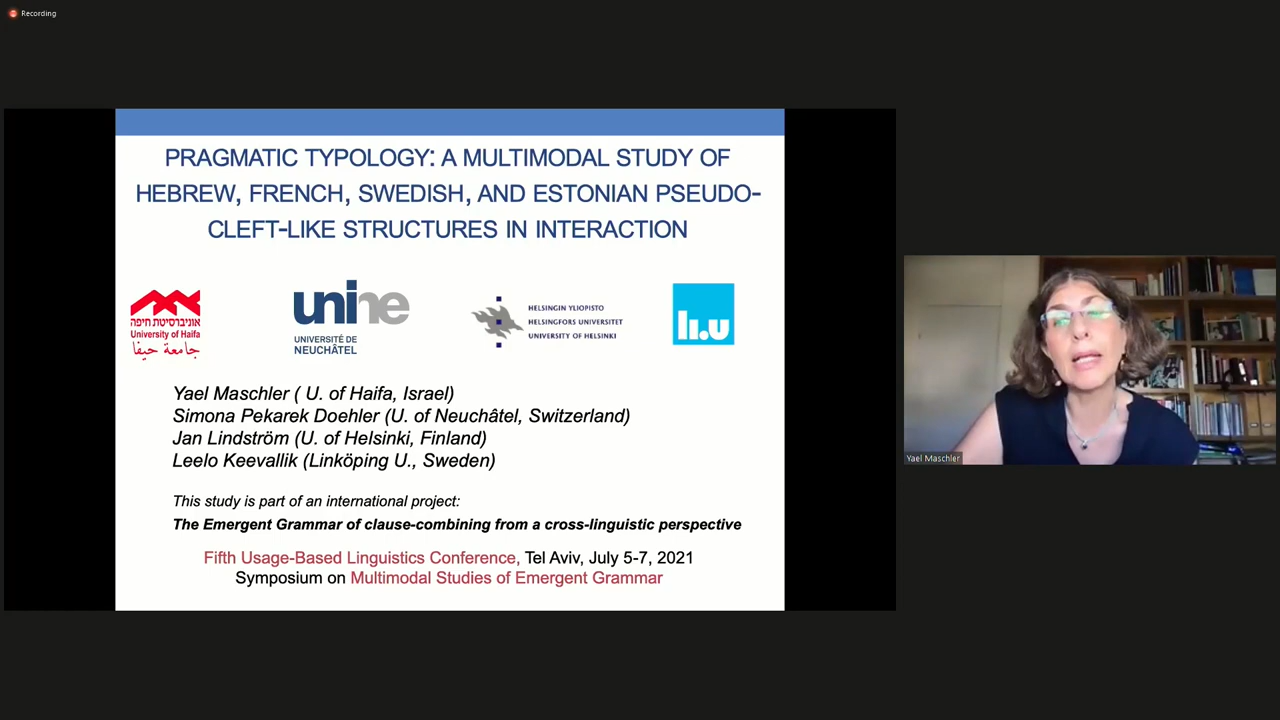 Recording
PRAGMATIC TYPOLOGY: A MULTIMODAL STUDY OF
HEBREW, FRENCH, SWEDISH, AND ESTONIAN PSEUDO-
CLEFT-LIKE STRUCTURES IN INTERACTION
אוניברסיטת חיפה
University of Haifa
جامعة حيفا
unine
UNIVERSITÉ DE
NEUCHÂTEL
HELSINGIN YLIOPISTO
HELSINGFORS UNIVERSITET
UNIVERSITY OF HELSINKI
li.u
Yael Maschler ( U. of Haifa, Israel)
Simona Pekarek Doehler (U. of Neuchâtel, Switzerland)
Jan Lindström (U. of Helsinki, Finland)
Leelo Keevallik (Linköping U., Sweden)
This study is part of an international project:
The Emergent Grammar of clause-combining from a cross-linguistic perspective
Fifth Usage-Based Linguistics Conference, Tel Aviv, July 5-7, 2021
Symposium on Multimodal Studies of Emergent Grammar
Yael Maschler